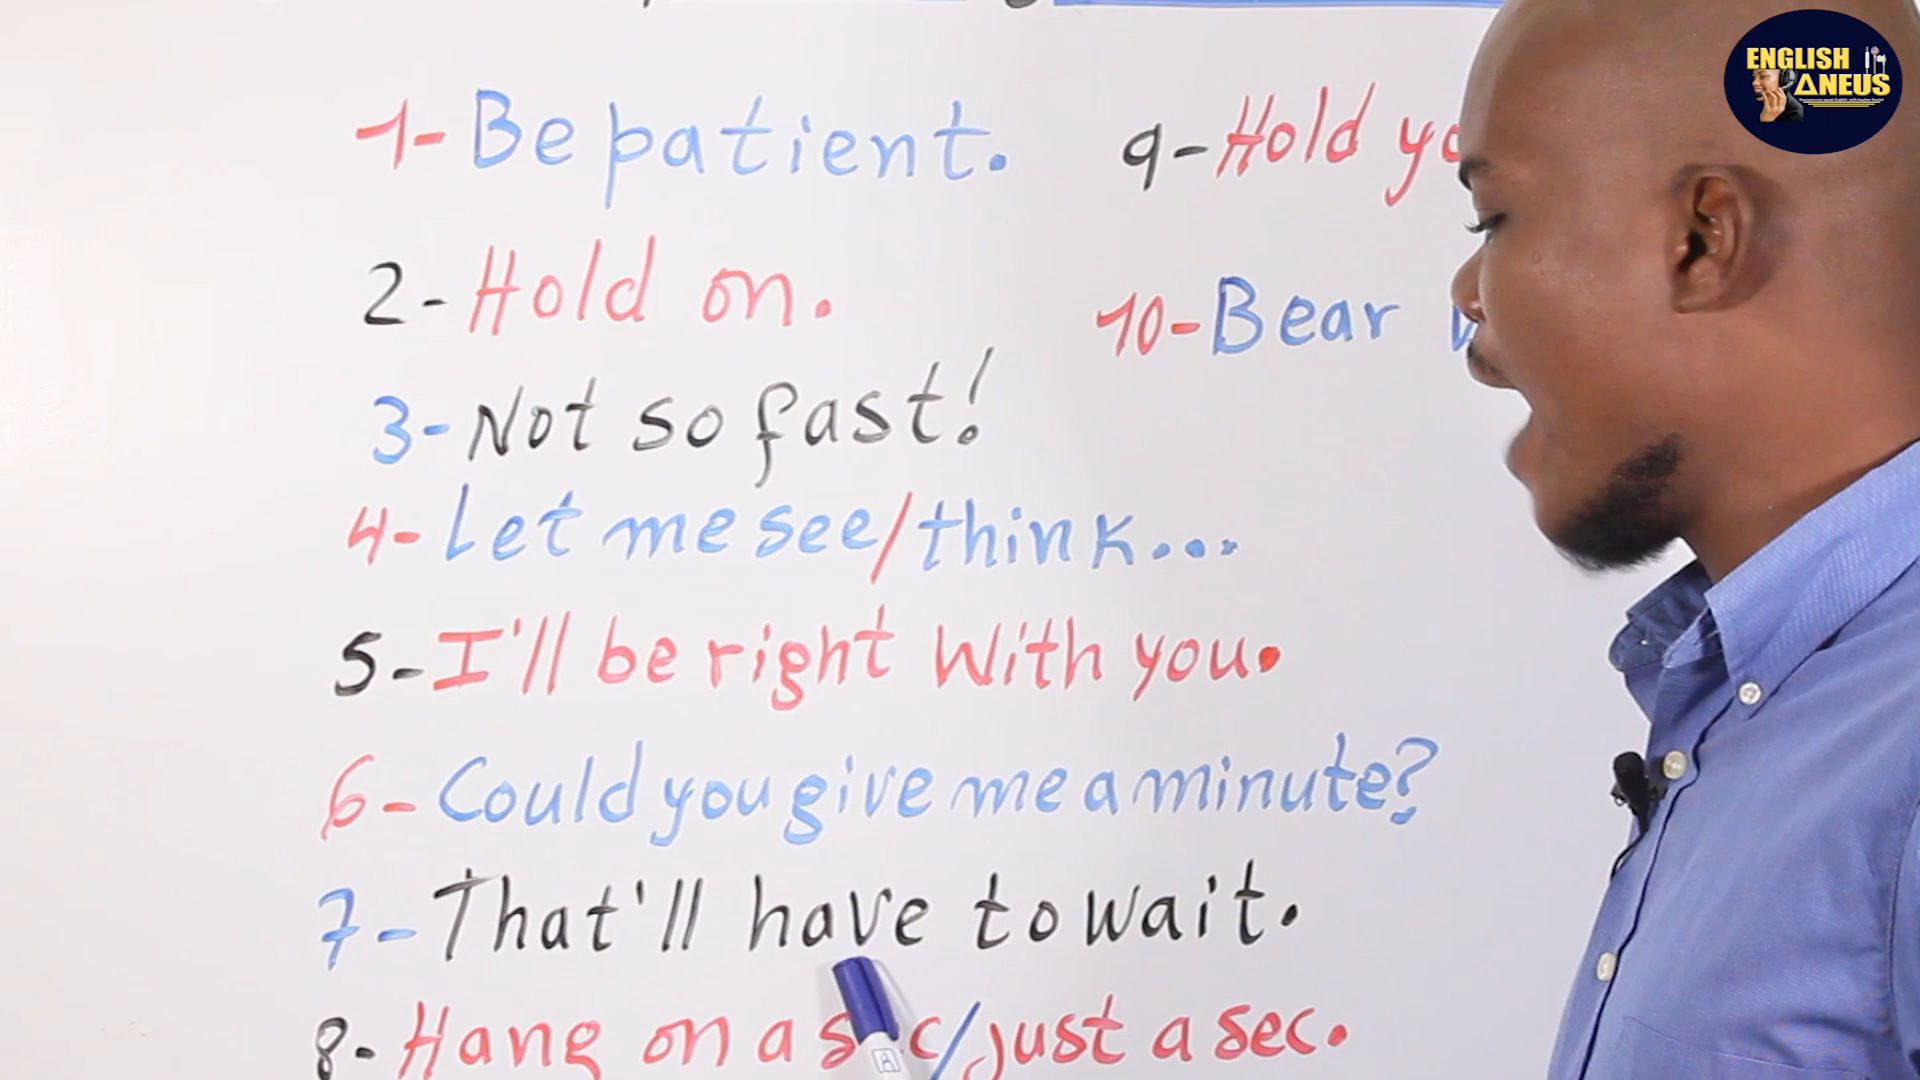 1- Be patient.
2- Hold on.
3- Not so fast!
4- Let me see/think...
5- I'll be right with you.
6- Could you give me a minute?
7- That'll have to wait.
8- Hang on a sec/just a sec.
9- Hold
10- Bear
ENGLISH
ANEUS